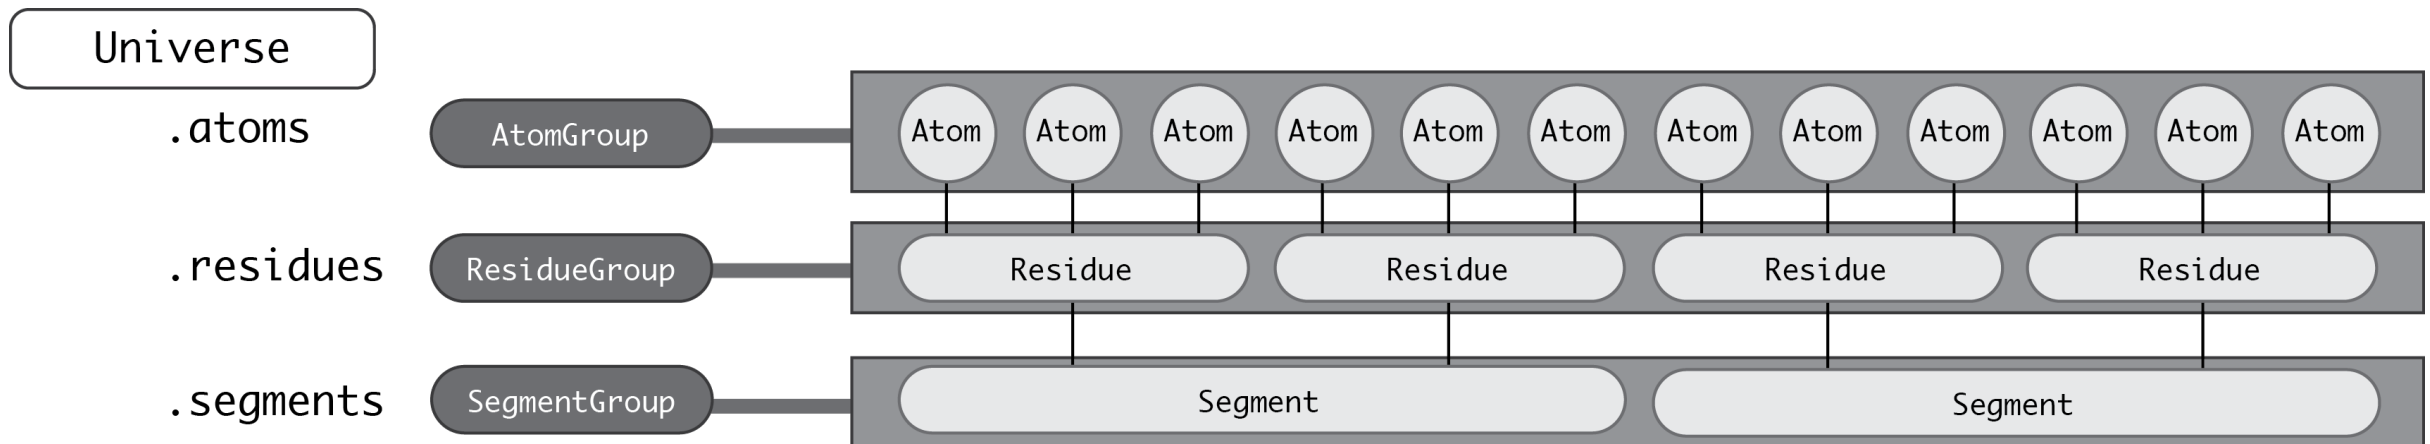 Universe
.atoms AtomGroup Atom Atom Atom Atom Atom Atom Atom Atom Atom Atom Atom Atom
.residues ResidueGroup Residue Residue Residue Residue
.segments SegmentGroup Segment Segment